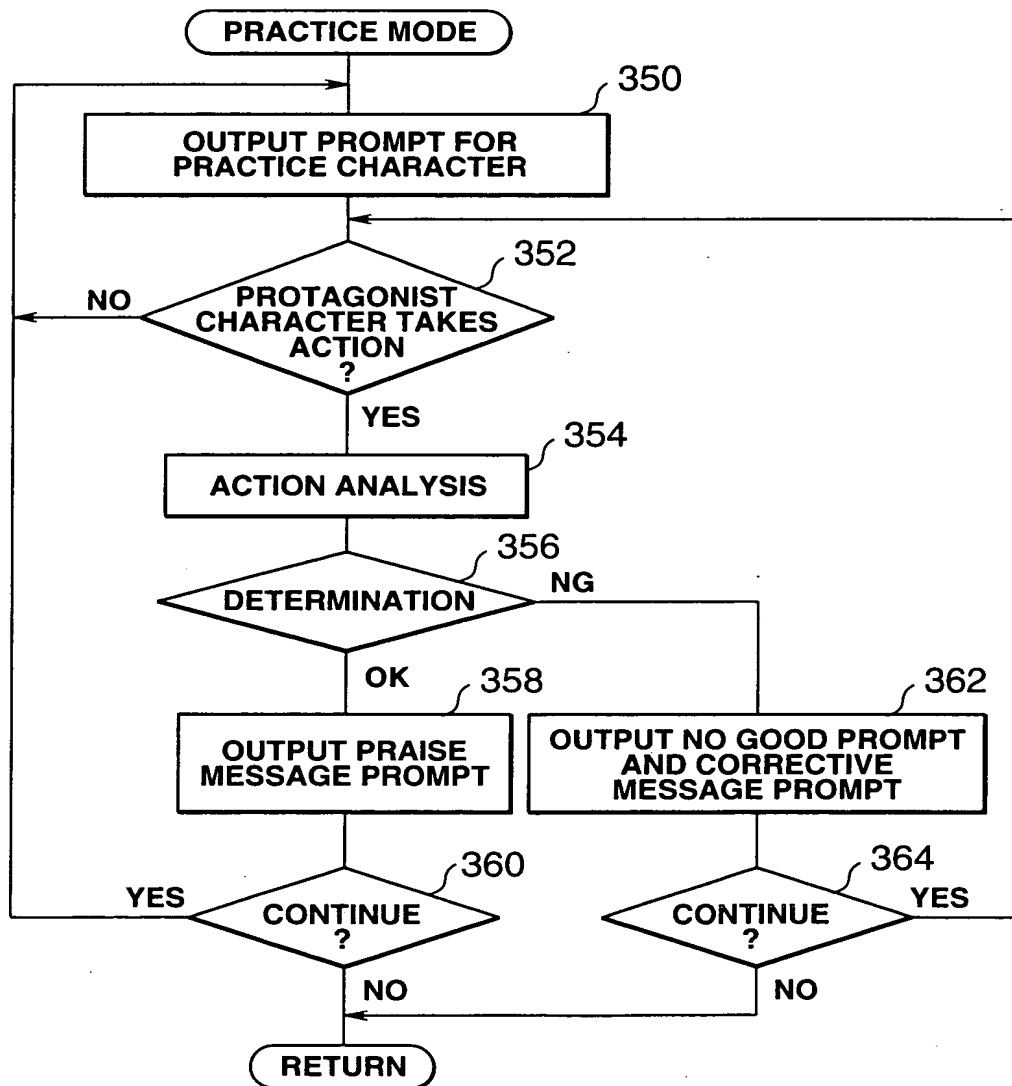 PRACTICE MODE
350
OUTPUT PROMPT FOR
PRACTICE CHARACTER
352
NO
PROTAGONIST
CHARACTER TAKES
ACTION
?
YES
354
ACTION ANALYSIS
356
NG
DETERMINATION
OK
358
362
OUTPUT PRAISE
MESSAGE PROMPT
OUTPUT NO GOOD PROMPT
AND CORRECTIVE
MESSAGE PROMPT
360
364
YES
CONTINUE
?
YES
CONTINUE
?
NO
NO
RETURN